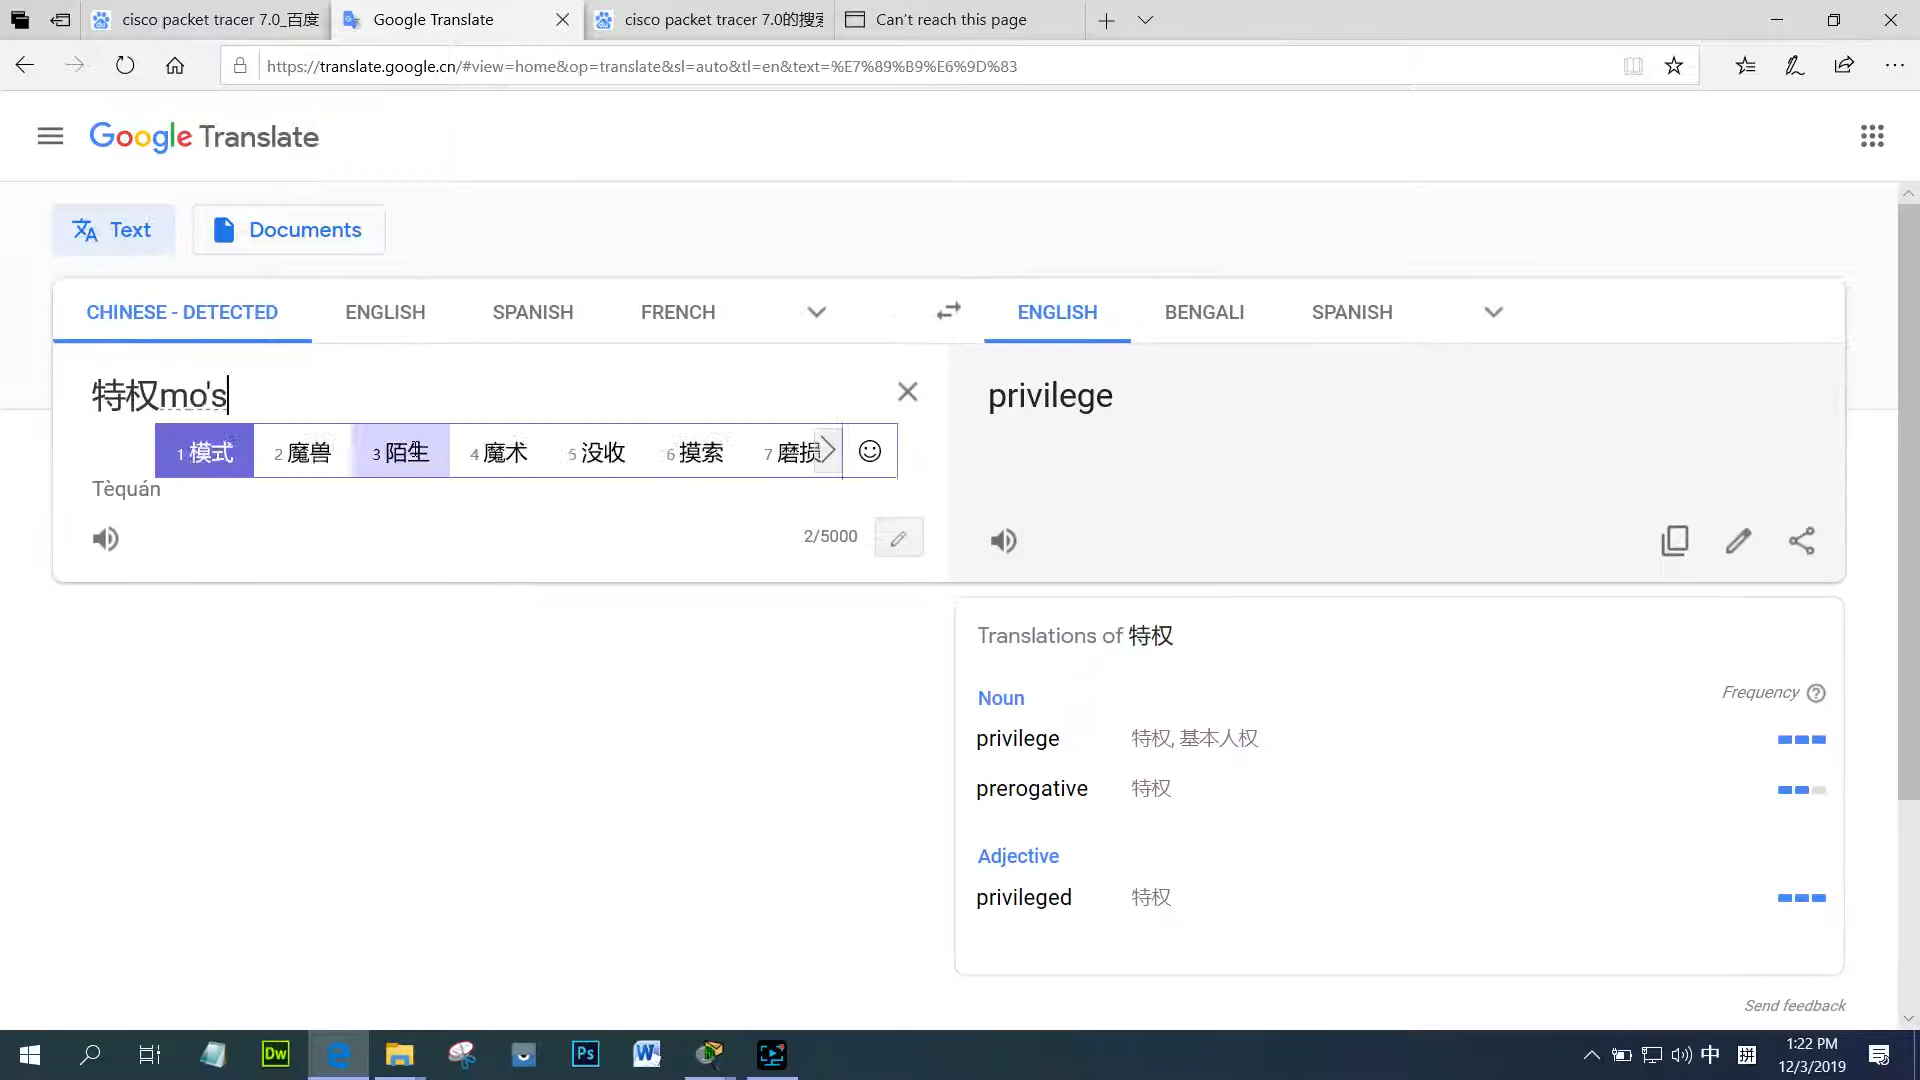 cisco packet tracer 7.0_百度
Google Translate
cisco packet tracer 7.0的搜索
Can't reach this page
https://translate.google.cn/#view=home&op=translate&sl=auto&tl=en&text=%E7%89%B9%E6%9D%83
Google Translate
Text
Documents
CHINESE - DETECTED
ENGLISH
SPANISH
FRENCH
ENGLISH
BENGALI
SPANISH
特权mo's
privilege
1 模式 2 魔兽 3 陌生 4 魔术 5 没收 6 摸索 7 磨损
Tèquán
2/5000
Translations of 特权
Noun
Frequency
privilege 特权, 基本人权
prerogative 特权
Adjective
privileged 特权
Send feedback
Dw
Ps
中
拼
1:22 PM
12/3/2019